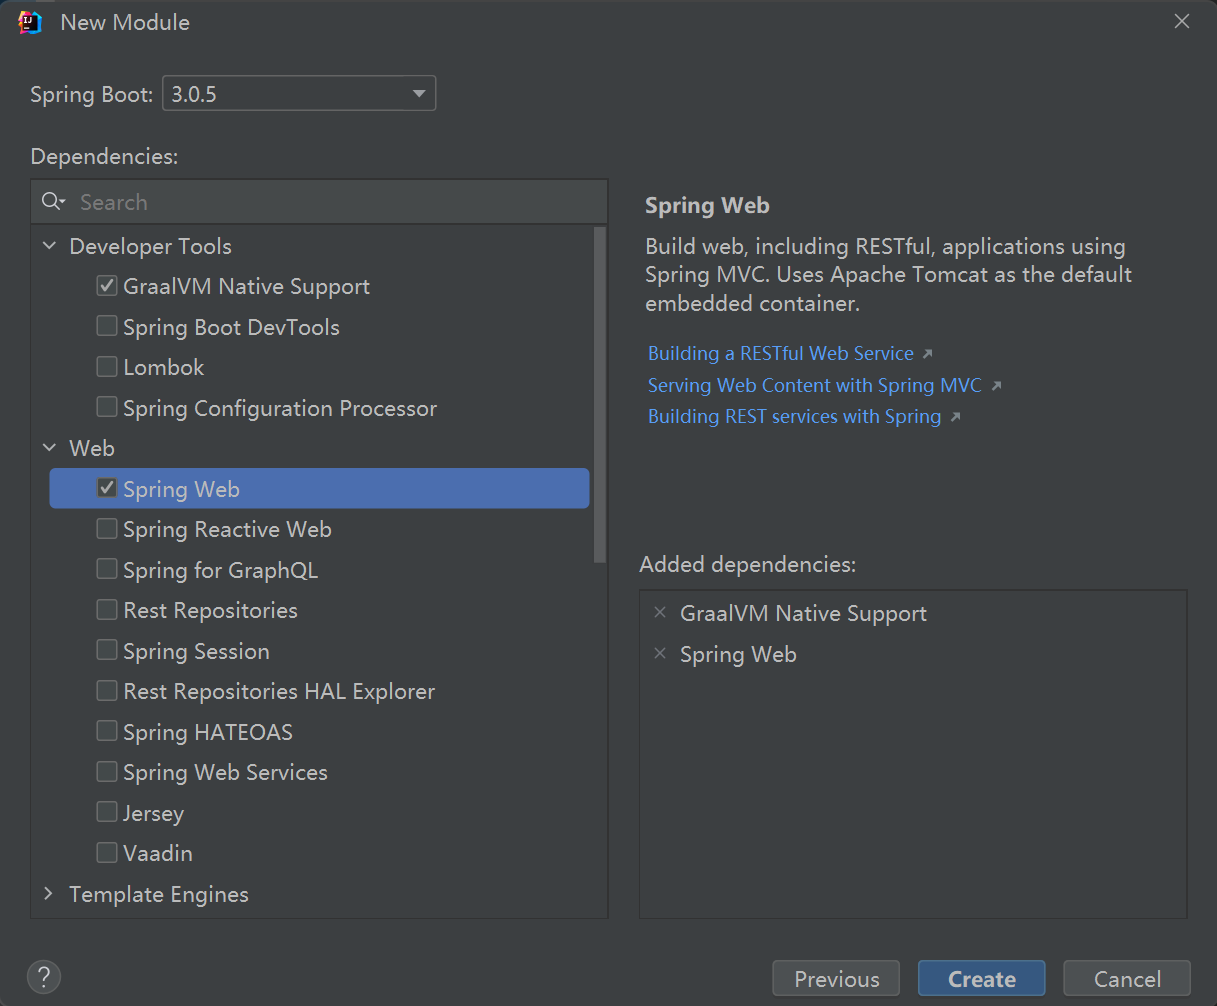 New Module
Spring Boot: 3.0.5
Dependencies:
Search
Developer Tools
GraalVM Native Support
Spring Boot DevTools
Lombok
Spring Configuration Processor
Web
Spring Web
Spring Reactive Web
Spring for GraphQL
Rest Repositories
Spring Session
Rest Repositories HAL Explorer
Spring HATEOAS
Spring Web Services
Jersey
Vaadin
Template Engines
Spring Web
Build web, including RESTful, applications using
Spring MVC. Uses Apache Tomcat as the default
embedded container.
Building a RESTful Web Service
Serving Web Content with Spring MVC
Building REST services with Spring
Added dependencies:
GraalVM Native Support
Spring Web
?
Previous
Create
Cancel